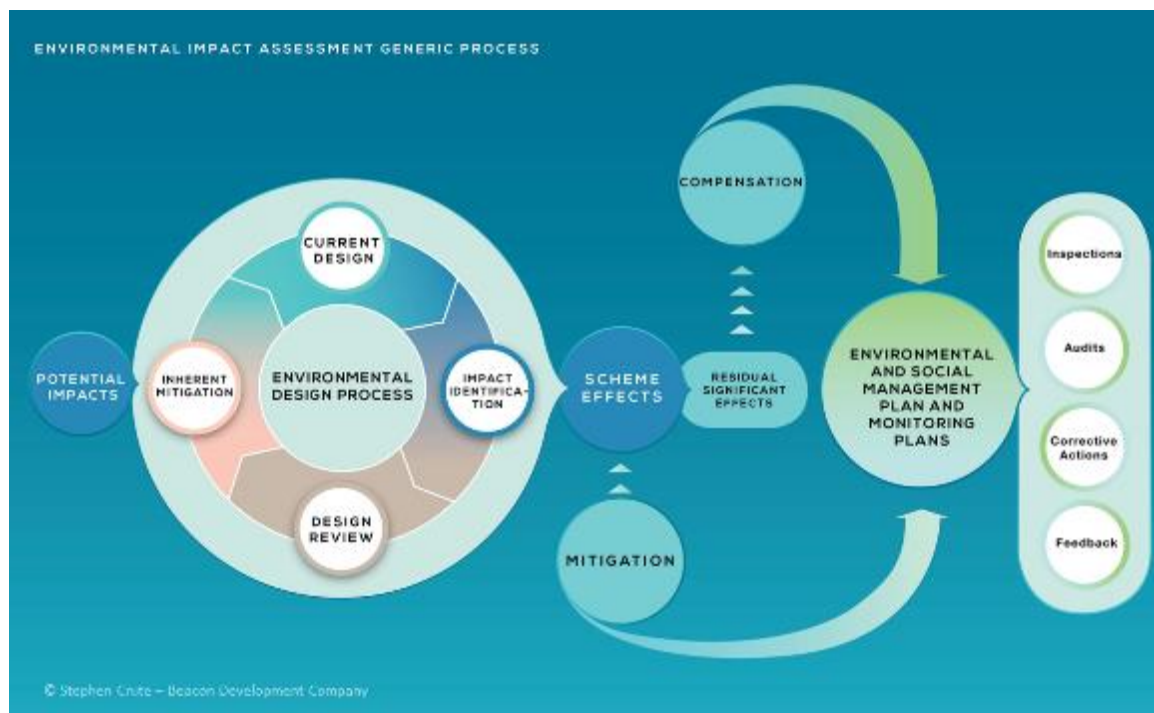 ENVIRONMENTAL IMPACT ASSESSMENT GENERIC PROCESS
POTENTIAL
IMPACTS
CURRENT
DESIGN
INHERENT
MITIGATION
ENVIRONMENTAL
DESIGN PROCESS
IMPACT
IDENTIFICA-
TION
DESIGN
REVIEW
SCHEME
EFFECTS
RESIDUAL
SIGNIFICANT
EFFECTS
COMPENSATION
MITIGATION
ENVIRONMENTAL
AND SOCIAL
MANAGEMENT
PLAN AND
MONITORING
PLANS
Inspections
Audits
Corrective
Actions
Feedback
© Stephen Crute – Beacon Development Company